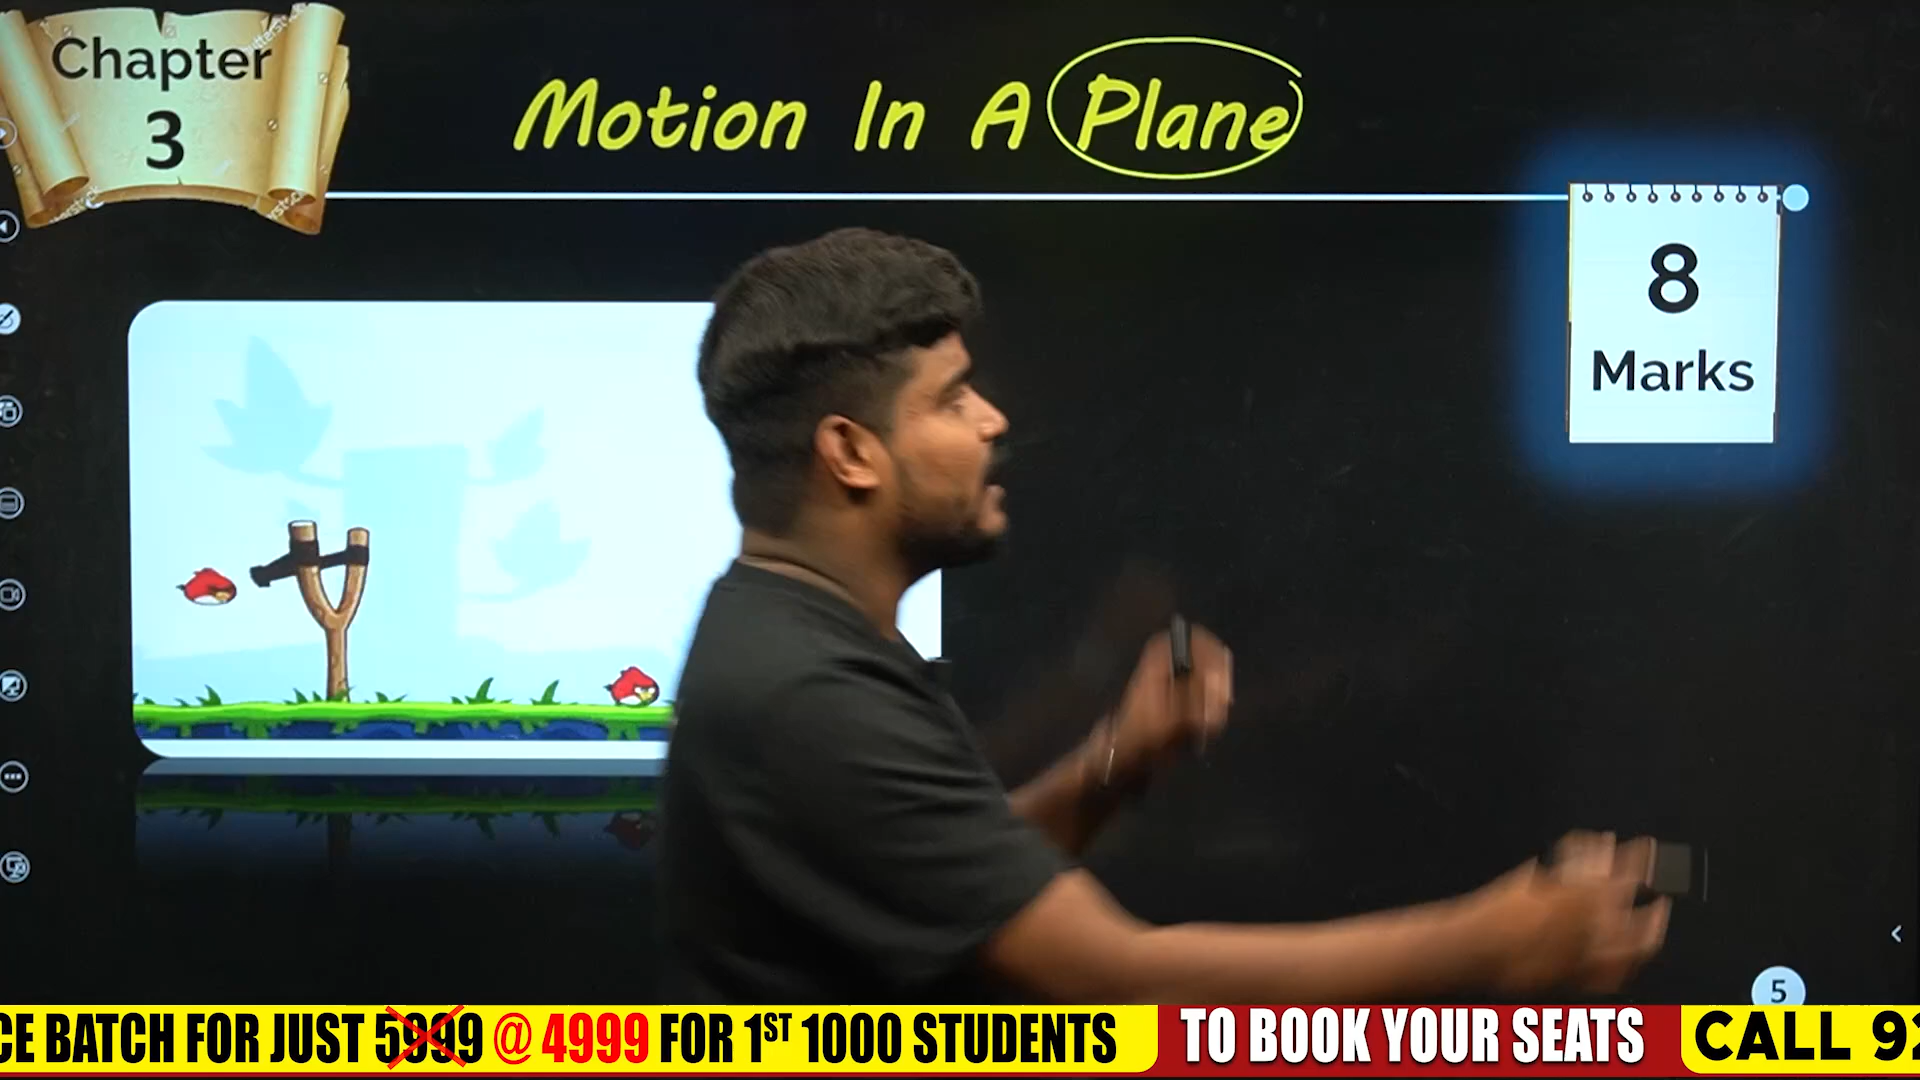 Chapter
3
Motion In A Plane
8
Marks
5
CE BATCH FOR JUST 5999 @ 4999 FOR 1ST 1000 STUDENTS
TO BOOK YOUR SEATS
CALL 92